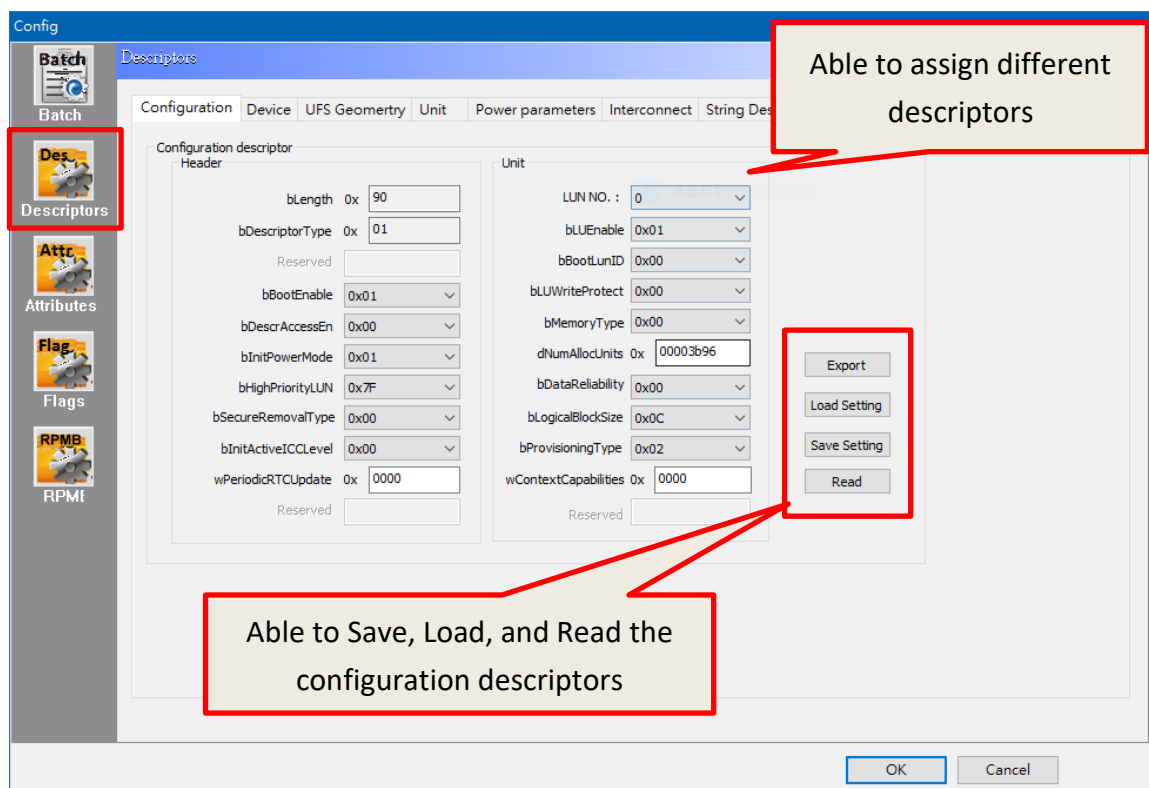 Config
Batch
Batch
Des
Descriptors
Attr
Attributes
Flag
Flags
RPMB
RPME
Descriptors
Able to assign different
descriptors
Configuration Device UFS Geomertry Unit Power parameters Interconnect String Des
Configuration descriptor
Header
bLength 0x 90
bDescriptorType 0x 01
Reserved
bBootEnable 0x01
bDescrAccessEn 0x00
bInitPowerMode 0x01
bHighPriorityLUN 0x7F
bSecureRemovalType 0x00
bInitActiveICCLevel 0x00
wPeriodicRTCUpdate 0x 0000
Reserved
Unit
LUN NO. : 0
bLUEnable 0x01
bBootLunID 0x00
bLUWriteProtect 0x00
bMemoryType 0x00
dNumAllocUnits 0x 00003b96
bDataReliability 0x00
bLogicalBlockSize 0x0C
bProvisioningType 0x02
wContextCapabilities 0x 0000
Reserved
Export
Load Setting
Save Setting
Read
Able to Save, Load, and Read the
configuration descriptors
OK Cancel